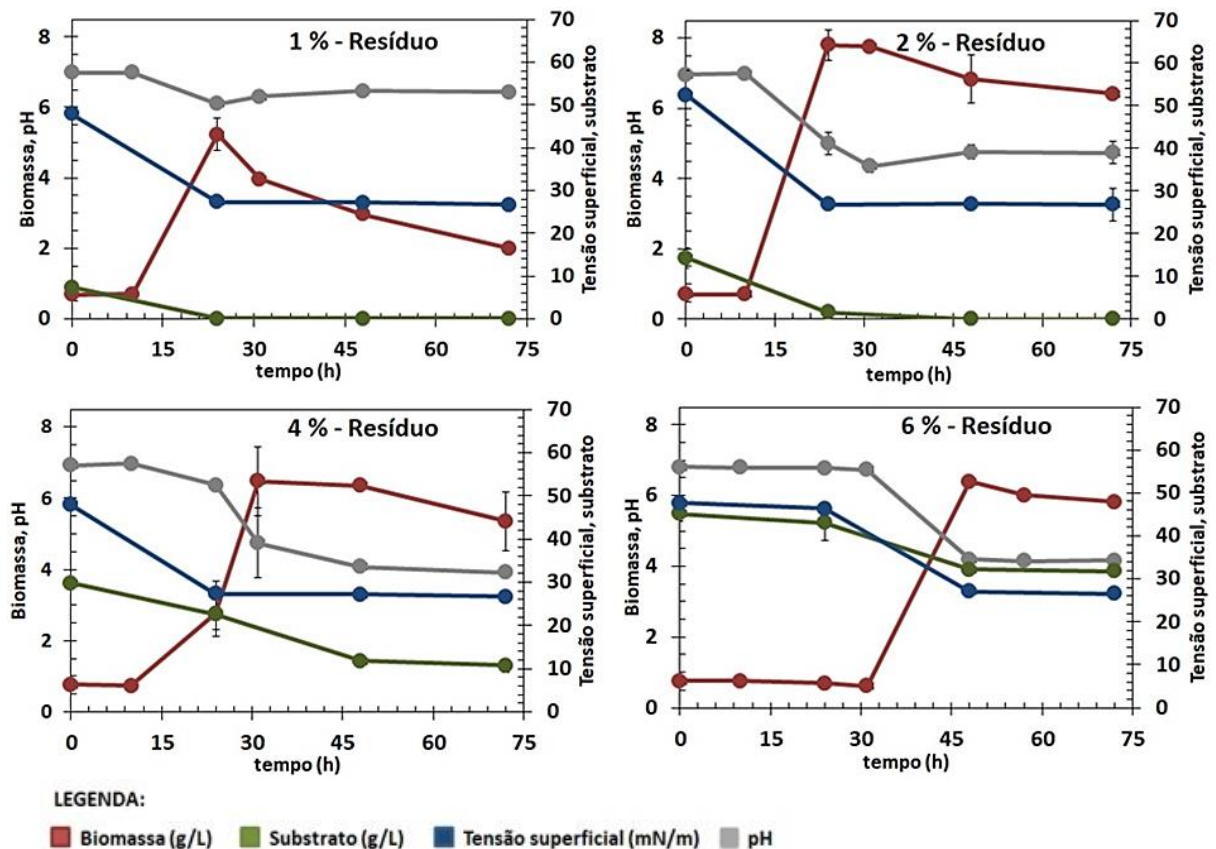 1 % - Resíduo
Biomassa, pH
8
6
4
2
0
70
60
50
40
30
20
10
0
Tensão superficial, substrato
0 15 30 45 60 75
tempo (h)
2 % - Resíduo
Biomassa, pH
8
6
4
2
0
70
60
50
40
30
20
10
0
Tensão superficial, substrato
0 15 30 45 60 75
tempo (h)
4 % - Resíduo
Biomassa, pH
8
6
4
2
0
70
60
50
40
30
20
10
0
Tensão superficial, substrato
0 15 30 45 60 75
tempo (h)
6 % - Resíduo
Biomassa, pH
8
6
4
2
0
70
60
50
40
30
20
10
0
Tensão superficial, substrato
0 15 30 45 60 75
tempo (h)
LEGENDA:
Biomassa (g/L) Substrato (g/L) Tensão superficial (mN/m) pH